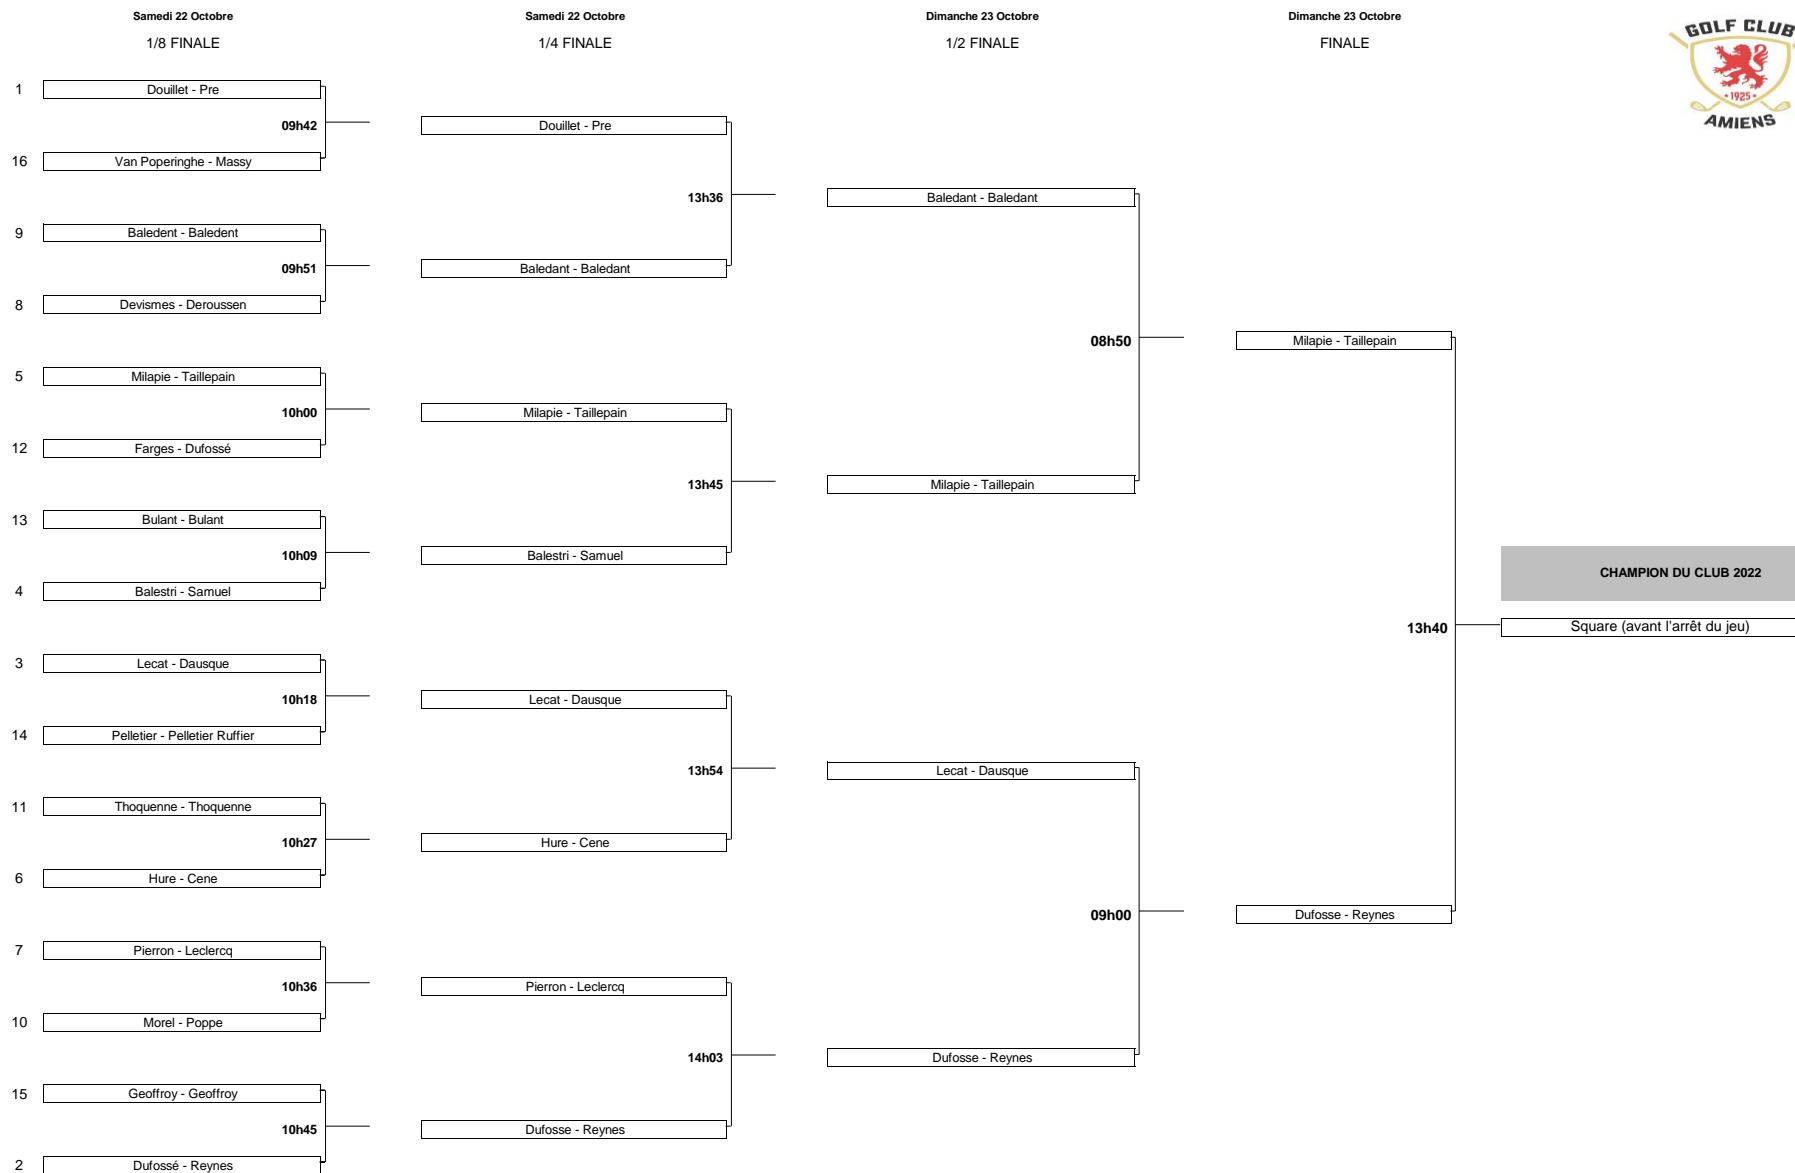 Samedi 22 Octobre
Samedi 22 Octobre
Dimanche 23 Octobre
Dimanche 23 Octobre
1/8 FINALE
1/4 FINALE
1/2 FINALE
FINALE
GOLF CLUB
• 1925 •
AMIENS
1
Douillet - Pre
09h42
16
Van Poperinghe - Massy
9
Baledent - Baledent
09h51
8
Devismes - Deroussen
5
Milapie - Taillepain
10h00
12
Farges - Dufossé
13
Bulant - Bulant
10h09
4
Balestri - Samuel
3
Lecat - Dausque
10h18
14
Pelletier - Pelletier Ruffier
11
Thoquenne - Thoquenne
10h27
6
Hure - Cene
7
Pierron - Leclercq
10h36
10
Morel - Poppe
15
Geoffroy - Geoffroy
10h45
2
Dufossé - Reynes
Douillet - Pre
13h36
Baledant - Baledant
Milapie - Taillepain
13h45
Balestri - Samuel
Lecat - Dausque
13h54
Hure - Cene
Pierron - Leclercq
14h03
Dufosse - Reynes
Baledant - Baledant
08h50
Milapie - Taillepain
Lecat - Dausque
09h00
Dufosse - Reynes
Milapie - Taillepain
13h40
Dufosse - Reynes
CHAMPION DU CLUB 2022
Square (avant l'arrêt du jeu)